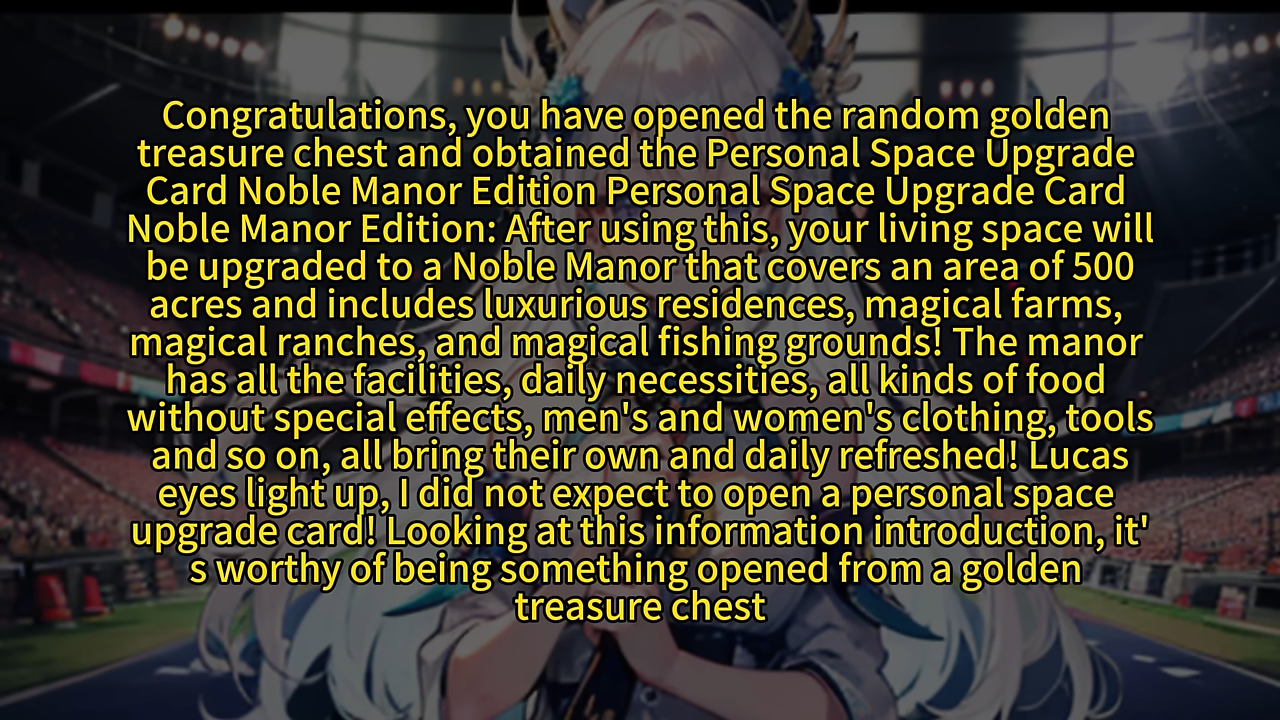 Congratulations, you have opened the random golden
treasure chest and obtained the Personal Space Upgrade
Card Noble Manor Edition Personal Space Upgrade Card
Noble Manor Edition: After using this, your living space will
be upgraded to a Noble Manor that covers an area of 500
acres and includes luxurious residences, magical farms,
magical ranches, and magical fishing grounds! The manor
has all the facilities, daily necessities, all kinds of food
without special effects, men's and women's clothing, tools
and so on, all bring their own and daily refreshed! Lucas
eyes light up, I did not expect to open a personal space
upgrade card! Looking at this information introduction, it'
s worthy of being something opened from a golden
treasure chest